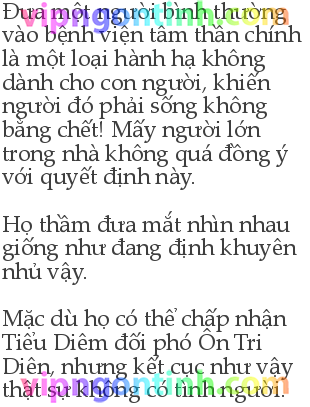 Đưa một người bình thường
vào bệnh viện tâm thần chính
là một loại hành hạ không
dành cho con người, khiến
người đó phải sống không
bằng chết! Mấy người lớn
trong nhà không quá đồng ý
với quyết định này.
Họ thầm đưa mắt nhìn nhau
giống như đang định khuyên
nhủ vậy.
Mặc dù họ có thể chấp nhận
Tiểu Diêm đối phó Ôn Tri
Diên, nhưng kết cục như vậy
thật sự không có tình người.
vipngontinh.com
vipngontinh.com